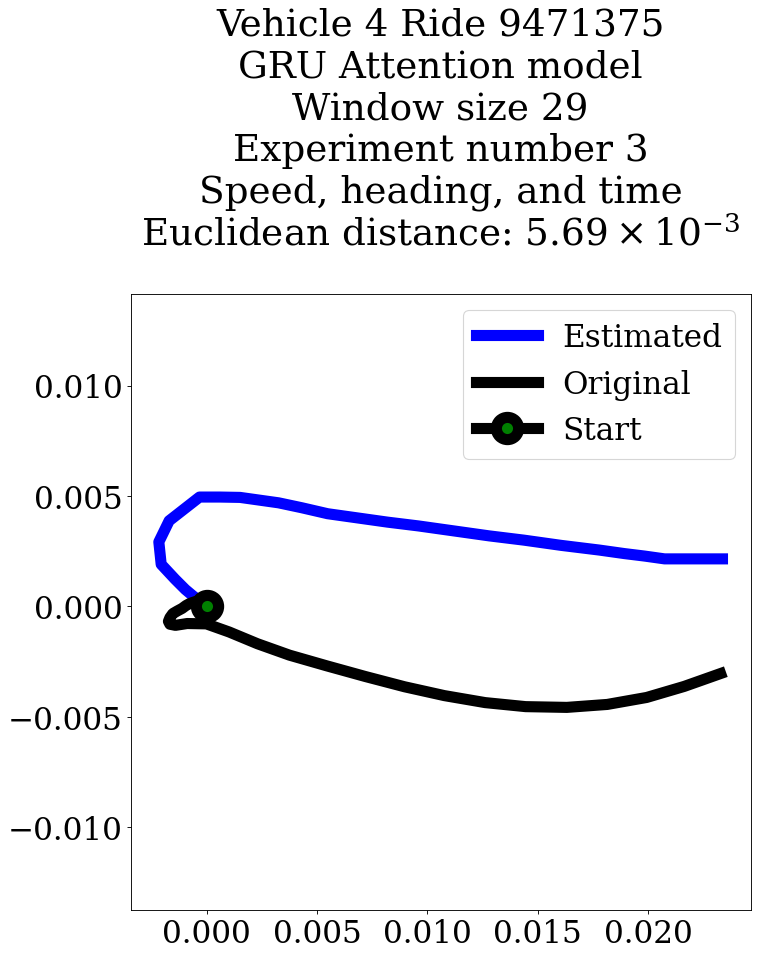 Vehicle 4 Ride 9471375
GRU Attention model
Window size 29
Experiment number 3
Speed, heading, and time
Euclidean distance: 5.69 × 10⁻³
Estimated
Original
Start
0.010
0.005
0.000
−0.005
−0.010
0.000 0.005 0.010 0.015 0.020